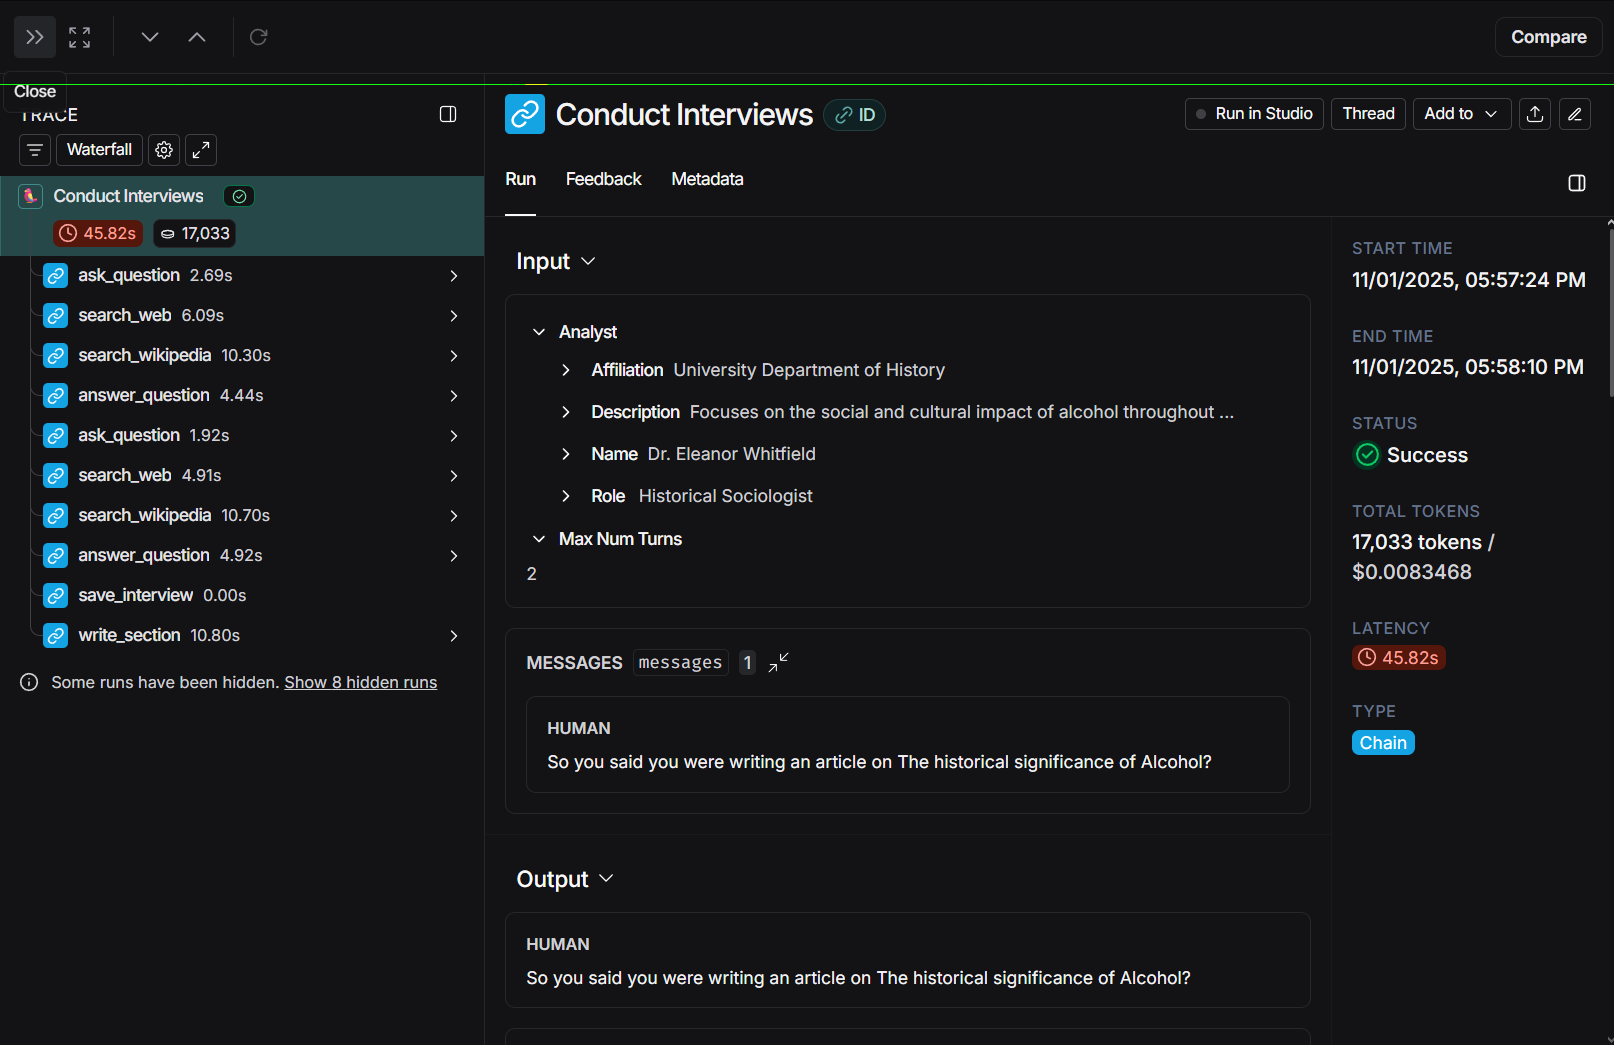 Compare
Close
TRACE
Waterfall
Conduct Interviews
45.82s 17,033
ask_question 2.69s
search_web 6.09s
search_wikipedia 10.30s
answer_question 4.44s
ask_question 1.92s
search_web 4.91s
search_wikipedia 10.70s
answer_question 4.92s
save_interview 0.00s
write_section 10.80s
Some runs have been hidden. Show 8 hidden runs
Conduct Interviews ID
Run in Studio Thread Add to
Run Feedback Metadata
Input
Analyst
Affiliation University Department of History
Description Focuses on the social and cultural impact of alcohol throughout ...
Name Dr. Eleanor Whitfield
Role Historical Sociologist
Max Num Turns
2
MESSAGES messages 1
HUMAN
So you said you were writing an article on The historical significance of Alcohol?
Output
HUMAN
So you said you were writing an article on The historical significance of Alcohol?
START TIME
11/01/2025, 05:57:24 PM
END TIME
11/01/2025, 05:58:10 PM
STATUS
Success
TOTAL TOKENS
17,033 tokens /
$0.0083468
LATENCY
45.82s
TYPE
Chain